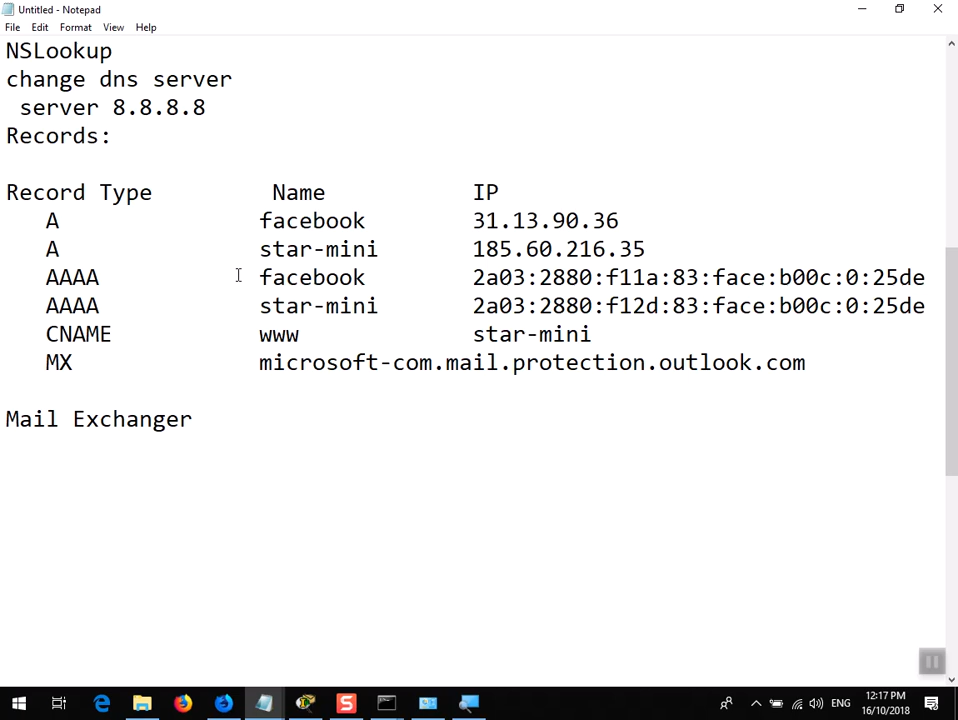 Untitled - Notepad
File Edit Format View Help
NSLookup
change dns server
server 8.8.8.8
Records:
Record Type Name IP
A facebook 31.13.90.36
A star-mini 185.60.216.35
AAAA facebook 2a03:2880:f11a:83:face:b00c:0:25de
AAAA star-mini 2a03:2880:f12d:83:face:b00c:0:25de
CNAME www star-mini
MX microsoft-com.mail.protection.outlook.com
Mail Exchanger
ENG
12:17 PM
16/10/2018